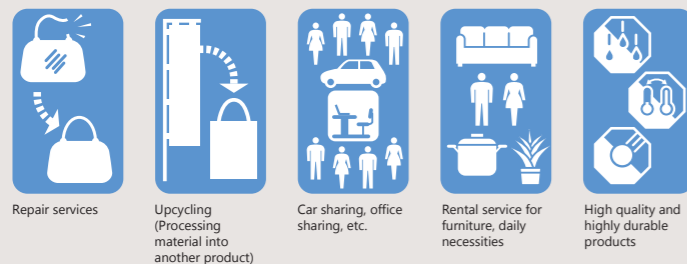 Repair services
Upcycling
(Processing
material into
another product)
Car sharing, office
sharing, etc.
Rental service for
furniture, daily
necessities
High quality and
highly durable
products